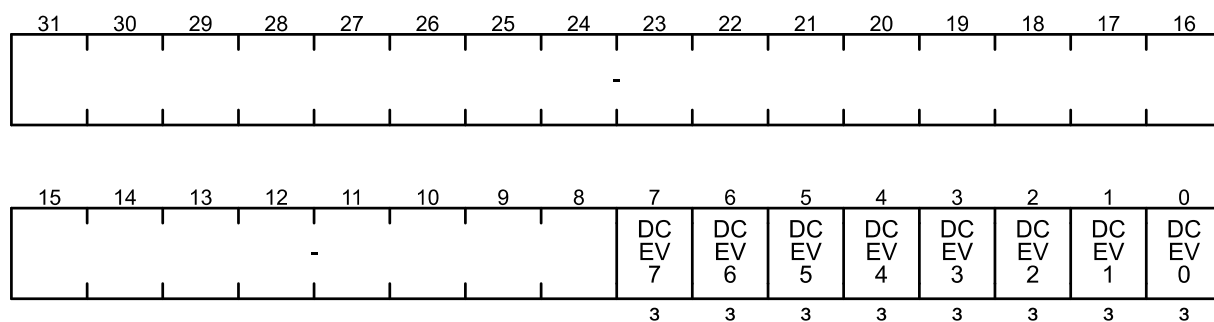 31 30 29 28 27 26 25 24 23 22 21 20 19 18 17 16
-
15 14 13 12 11 10 9 8 7 6 5 4 3 2 1 0
DC DC DC DC DC DC DC DC
EV EV EV EV EV EV EV EV
- 7 6 5 4 3 2 1 0
3 3 3 3 3 3 3 3